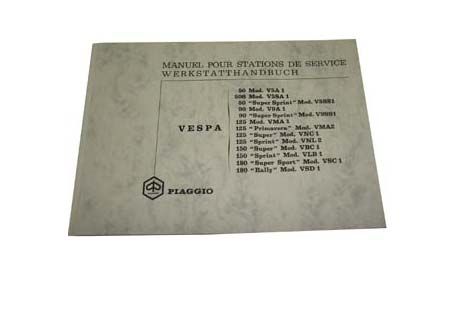 MANUEL POUR STATIONS DE SERVICE
WERKSTATTHANDBUCH
VESPA
50 Mod. V5A 1
50S Mod. V5SA 1
50 "Super Sprint" Mod. V5SS1
90 Mod. V9A 1
90 "Super Sprint" Mod. V9SS1
125 Mod. VMA 1
125 "Primavera" Mod. VMA2
125 "Super" Mod. VNC 1
125 "Sprint" Mod. VNL 2
150 "Super" Mod. VBC 1
150 "Sprint" Mod. VLB 1
180 "Super Sport" Mod. VSC 1
180 "Rally" Mod. VSD 1
PIAGGIO